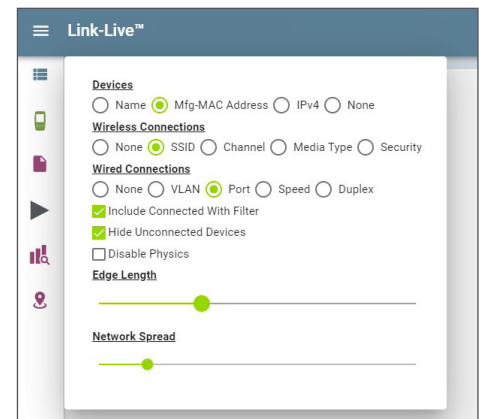 Link-Live™
Devices
Name Mfg-MAC Address IPv4 None
Wireless Connections
None SSID Channel Media Type Security
Wired Connections
None VLAN Port Speed Duplex
Include Connected With Filter
Hide Unconnected Devices
Disable Physics
Edge Length
Network Spread